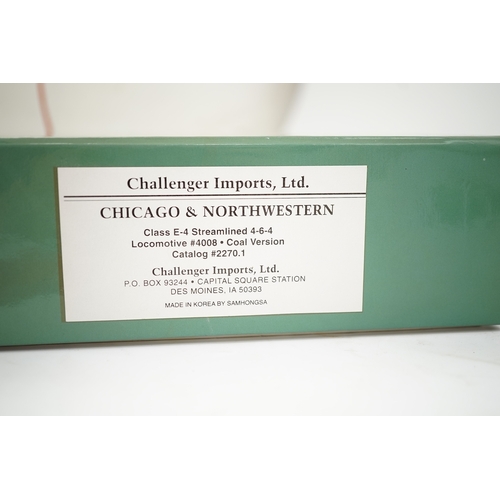 Challenger Imports, Ltd.
CHICAGO & NORTHWESTERN
Class E-4 Streamlined 4-6-4
Locomotive #4008 • Coal Version
Catalog #2270.1
Challenger Imports, Ltd.
P.O. BOX 93244 • CAPITAL SQUARE STATION
DES MOINES, IA 50393
MADE IN KOREA BY SAMHONGSA